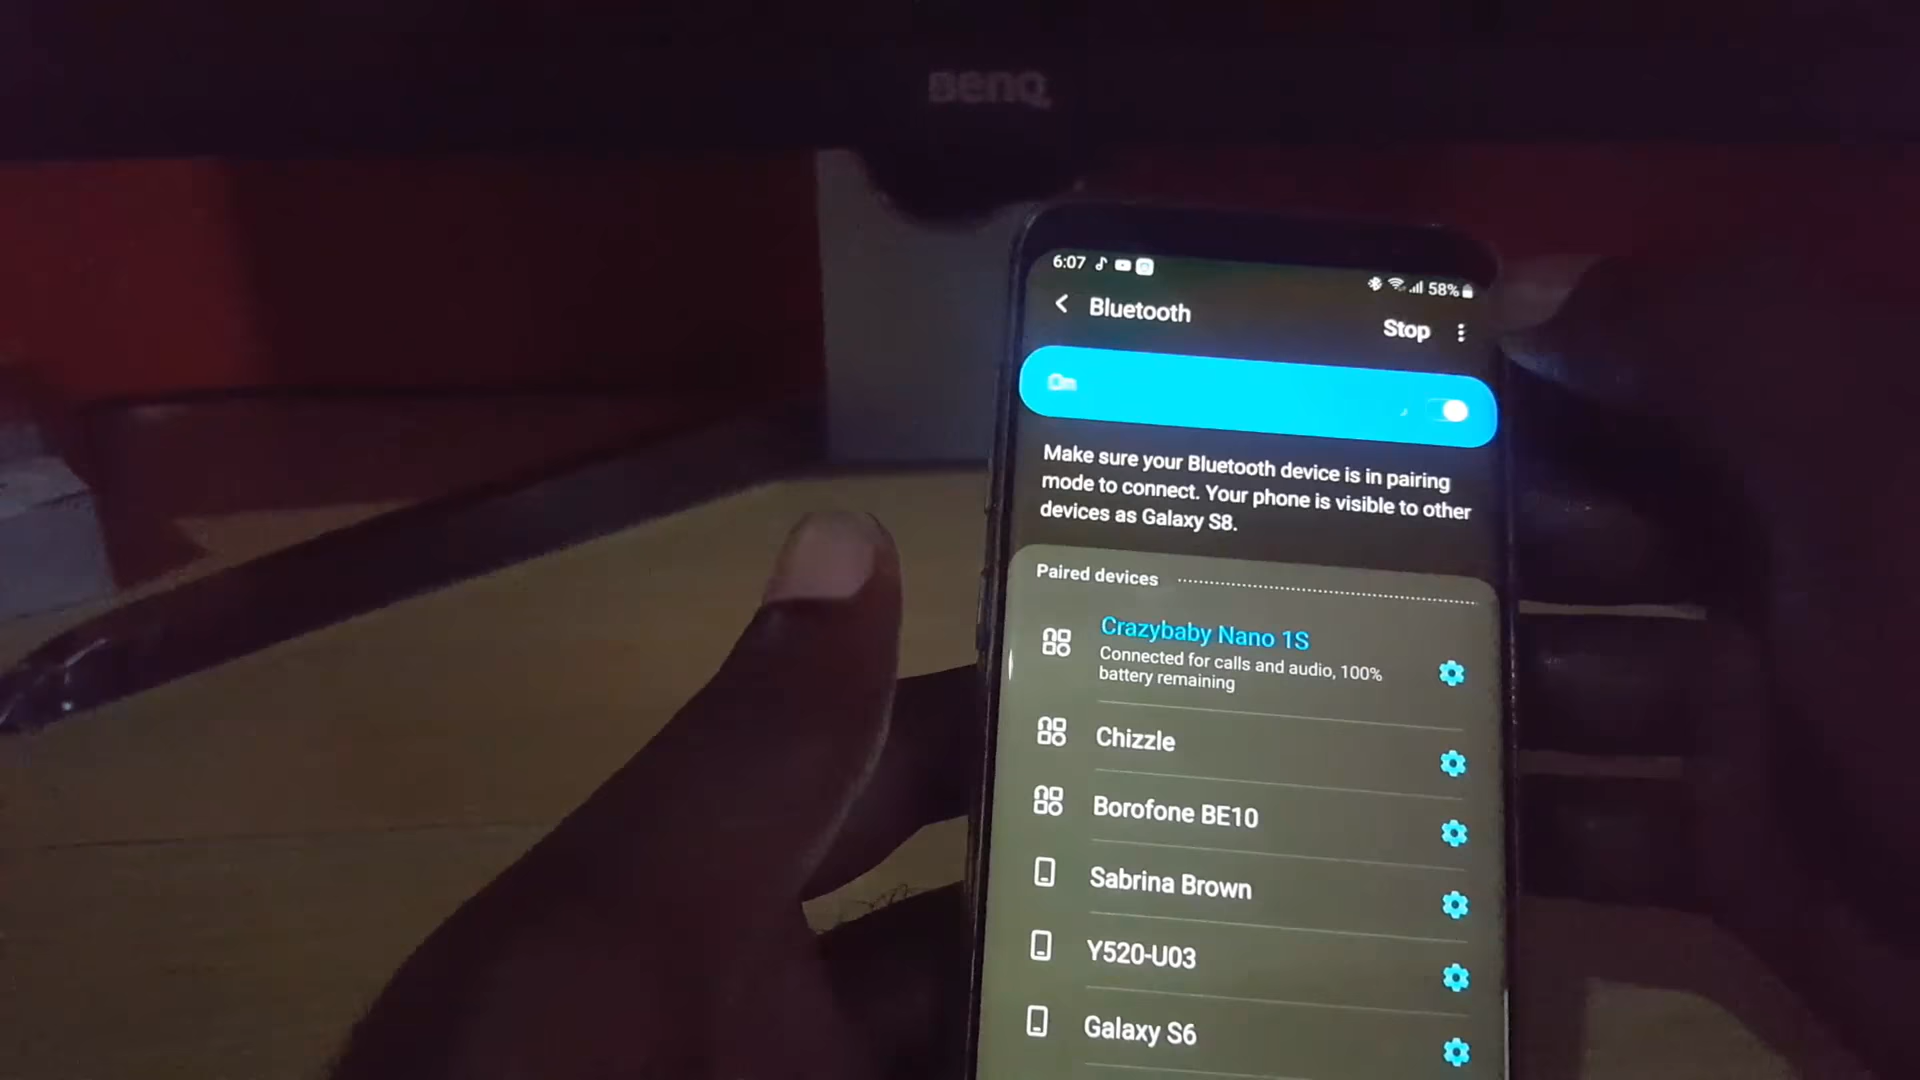 BenQ
6:07
58%
Bluetooth
Stop
On
Make sure your Bluetooth device is in pairing
mode to connect. Your phone is visible to other
devices as Galaxy S8.
Paired devices
Crazybaby Nano 1S
Connected for calls and audio, 100%
battery remaining
Chizzle
Borofone BE10
Sabrina Brown
Y520-U03
Galaxy S6